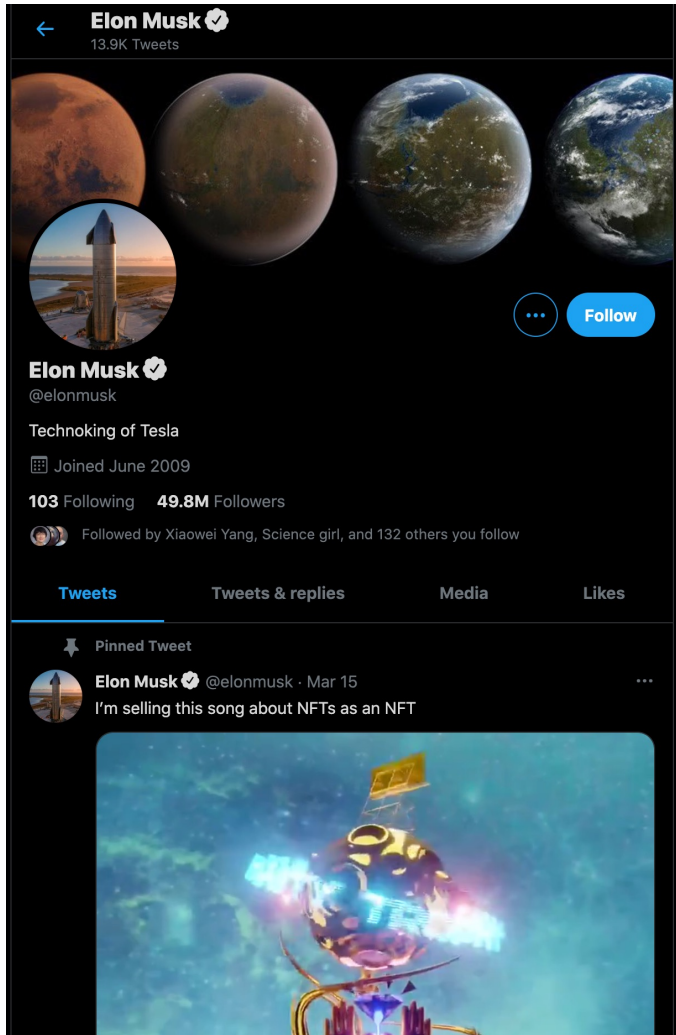 Elon Musk
13.9K Tweets
Follow
Elon Musk
@elonmusk
Technoking of Tesla
Joined June 2009
103 Following 49.8M Followers
Followed by Xiaowei Yang, Science girl, and 132 others you follow
Tweets Tweets & replies Media Likes
Pinned Tweet
Elon Musk @elonmusk · Mar 15
I’m selling this song about NFTs as an NFT